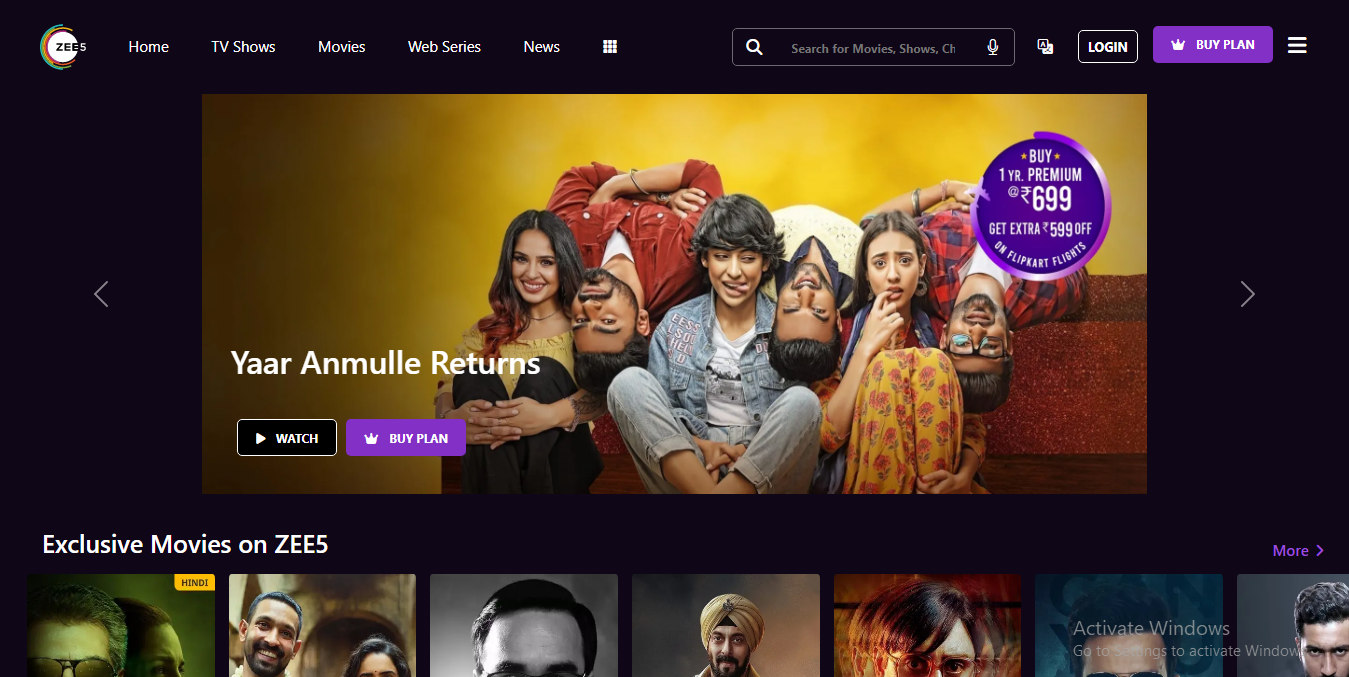 ZEE5
Home
TV Shows
Movies
Web Series
News
Search for Movies, Shows, Ch
LOGIN
BUY PLAN
BUY
1 YR. PREMIUM
@₹699
GET EXTRA ₹599 OFF
ON FLIPKART FLIGHTS
Yaar Anmulle Returns
WATCH
BUY PLAN
Exclusive Movies on ZEE5
More
HINDI
Activate Windows
Go to Settings to activate Windows